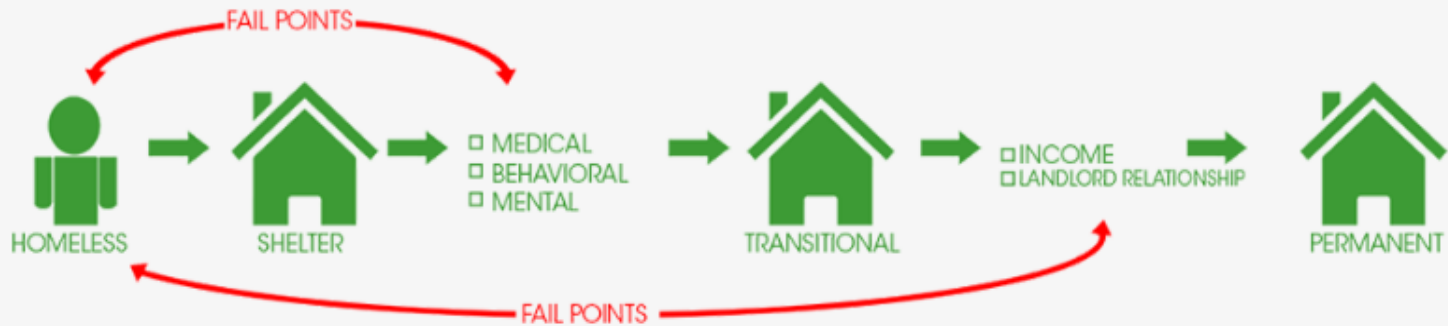 FAIL POINTS
HOMELESS
SHELTER
☐ MEDICAL
☐ BEHAVIORAL
☐ MENTAL
TRANSITIONAL
☐ INCOME
☐ LANDLORD RELATIONSHIP
PERMANENT
FAIL POINTS